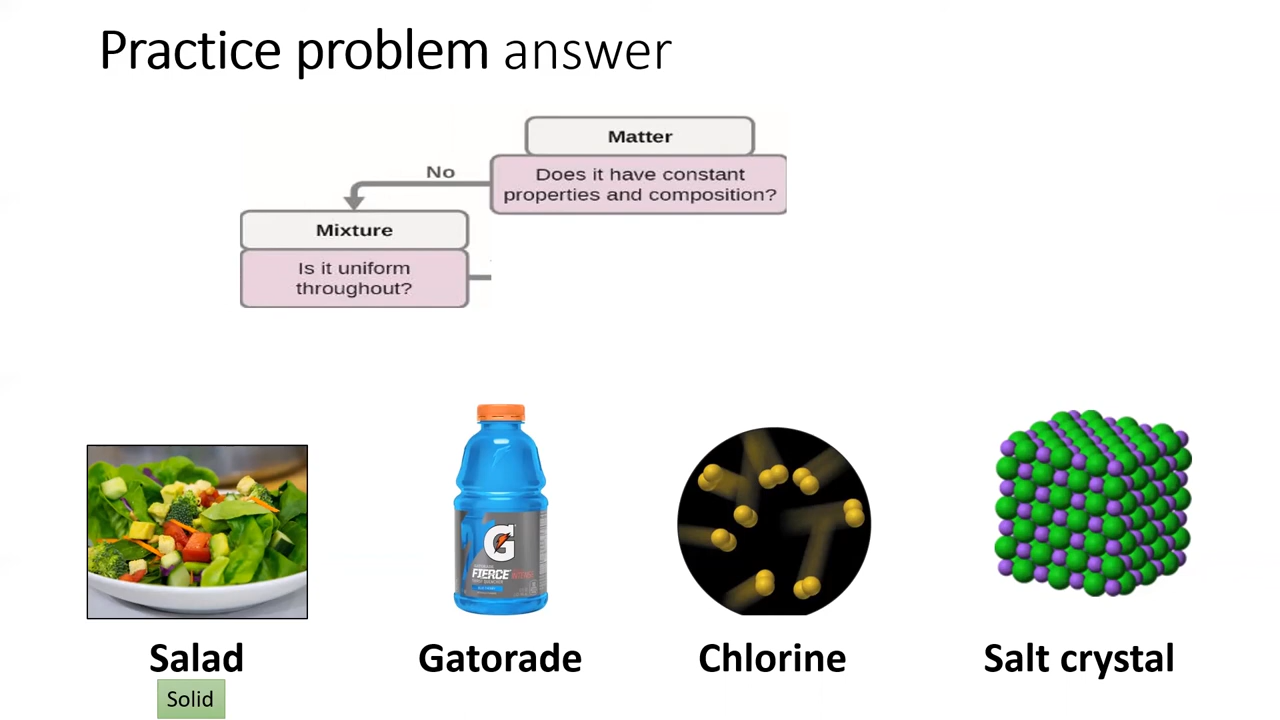 Practice problem answer
Matter
No
Does it have constant
properties and composition?
Mixture
Is it uniform
throughout?
G
FIERCE
Salad
Gatorade
Chlorine
Salt crystal
Solid